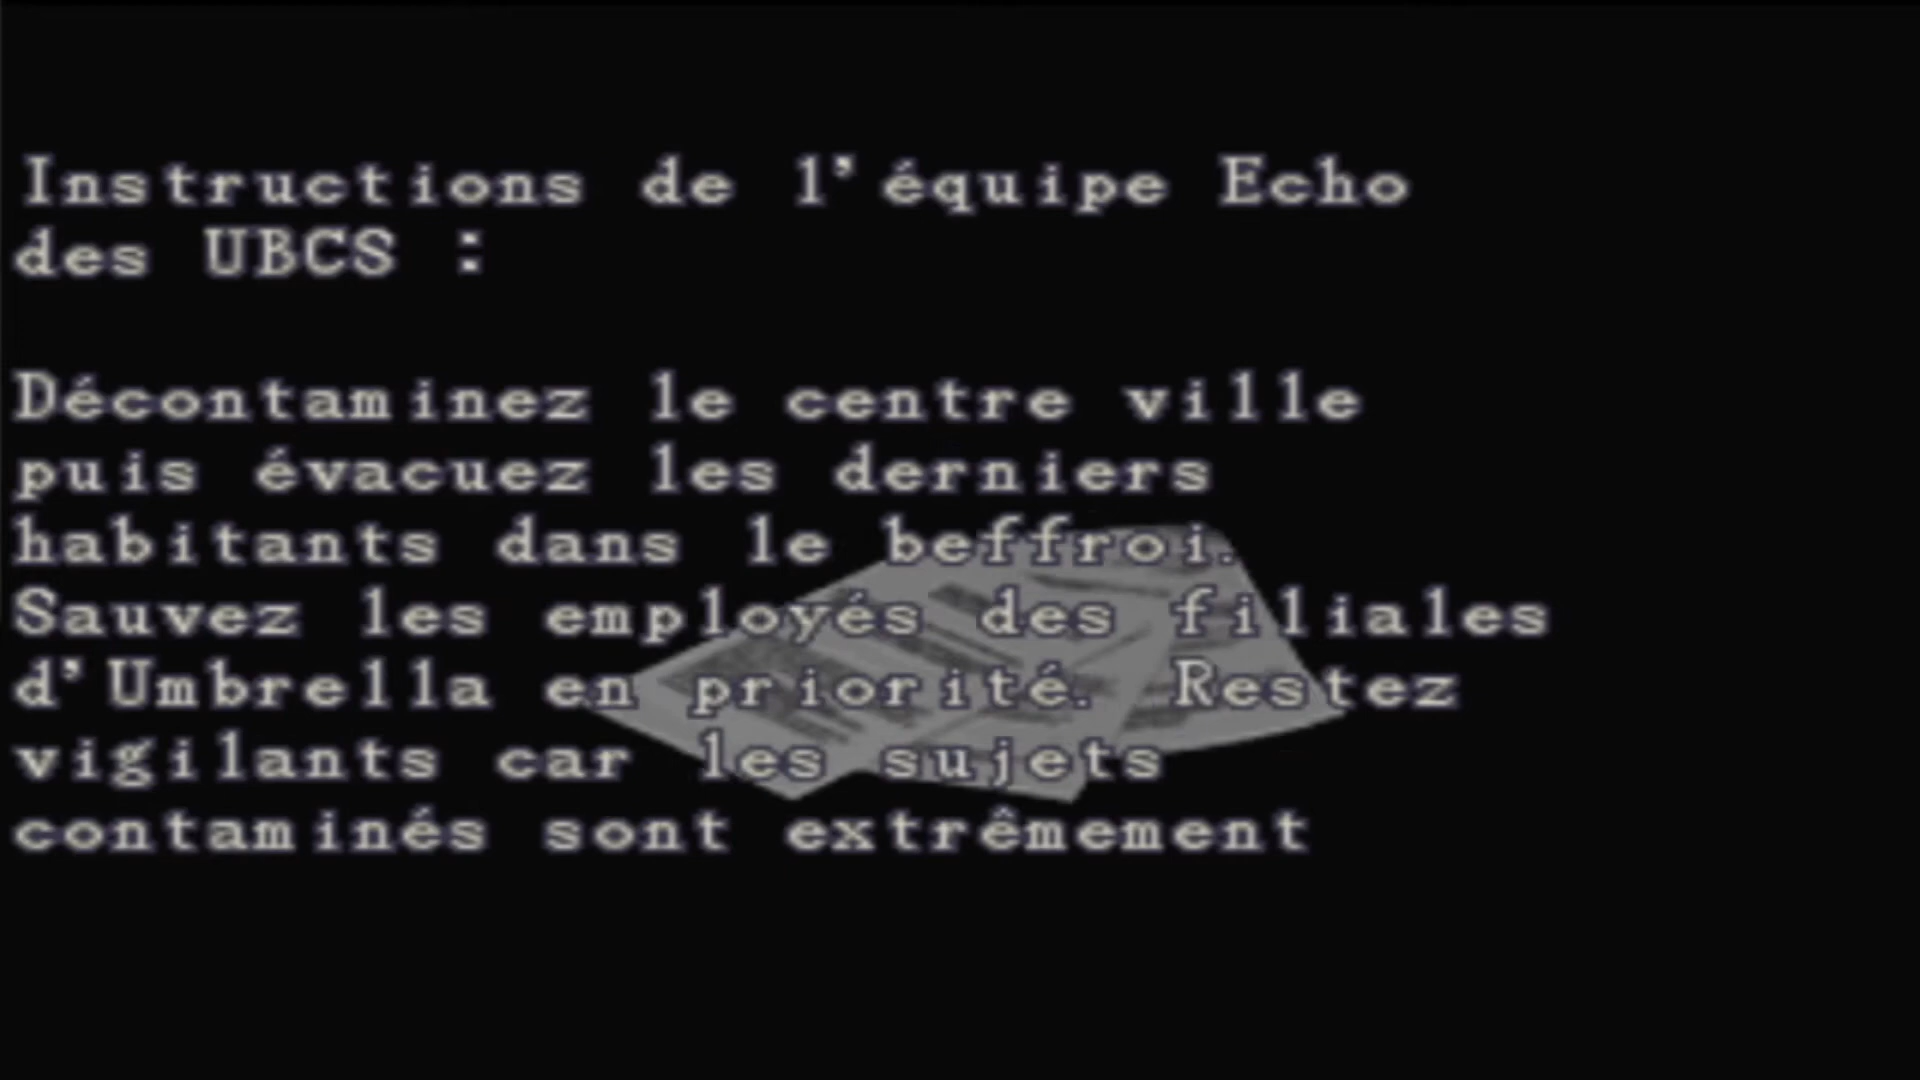 Instructions de l'équipe Echo
des UBCS :
Décontaminez le centre ville
puis évacuez les derniers
habitants dans le beffroi.
Sauvez les employés des filiales
d'Umbrella en priorité. Restez
vigilants car les sujets
contaminés sont extrêmement